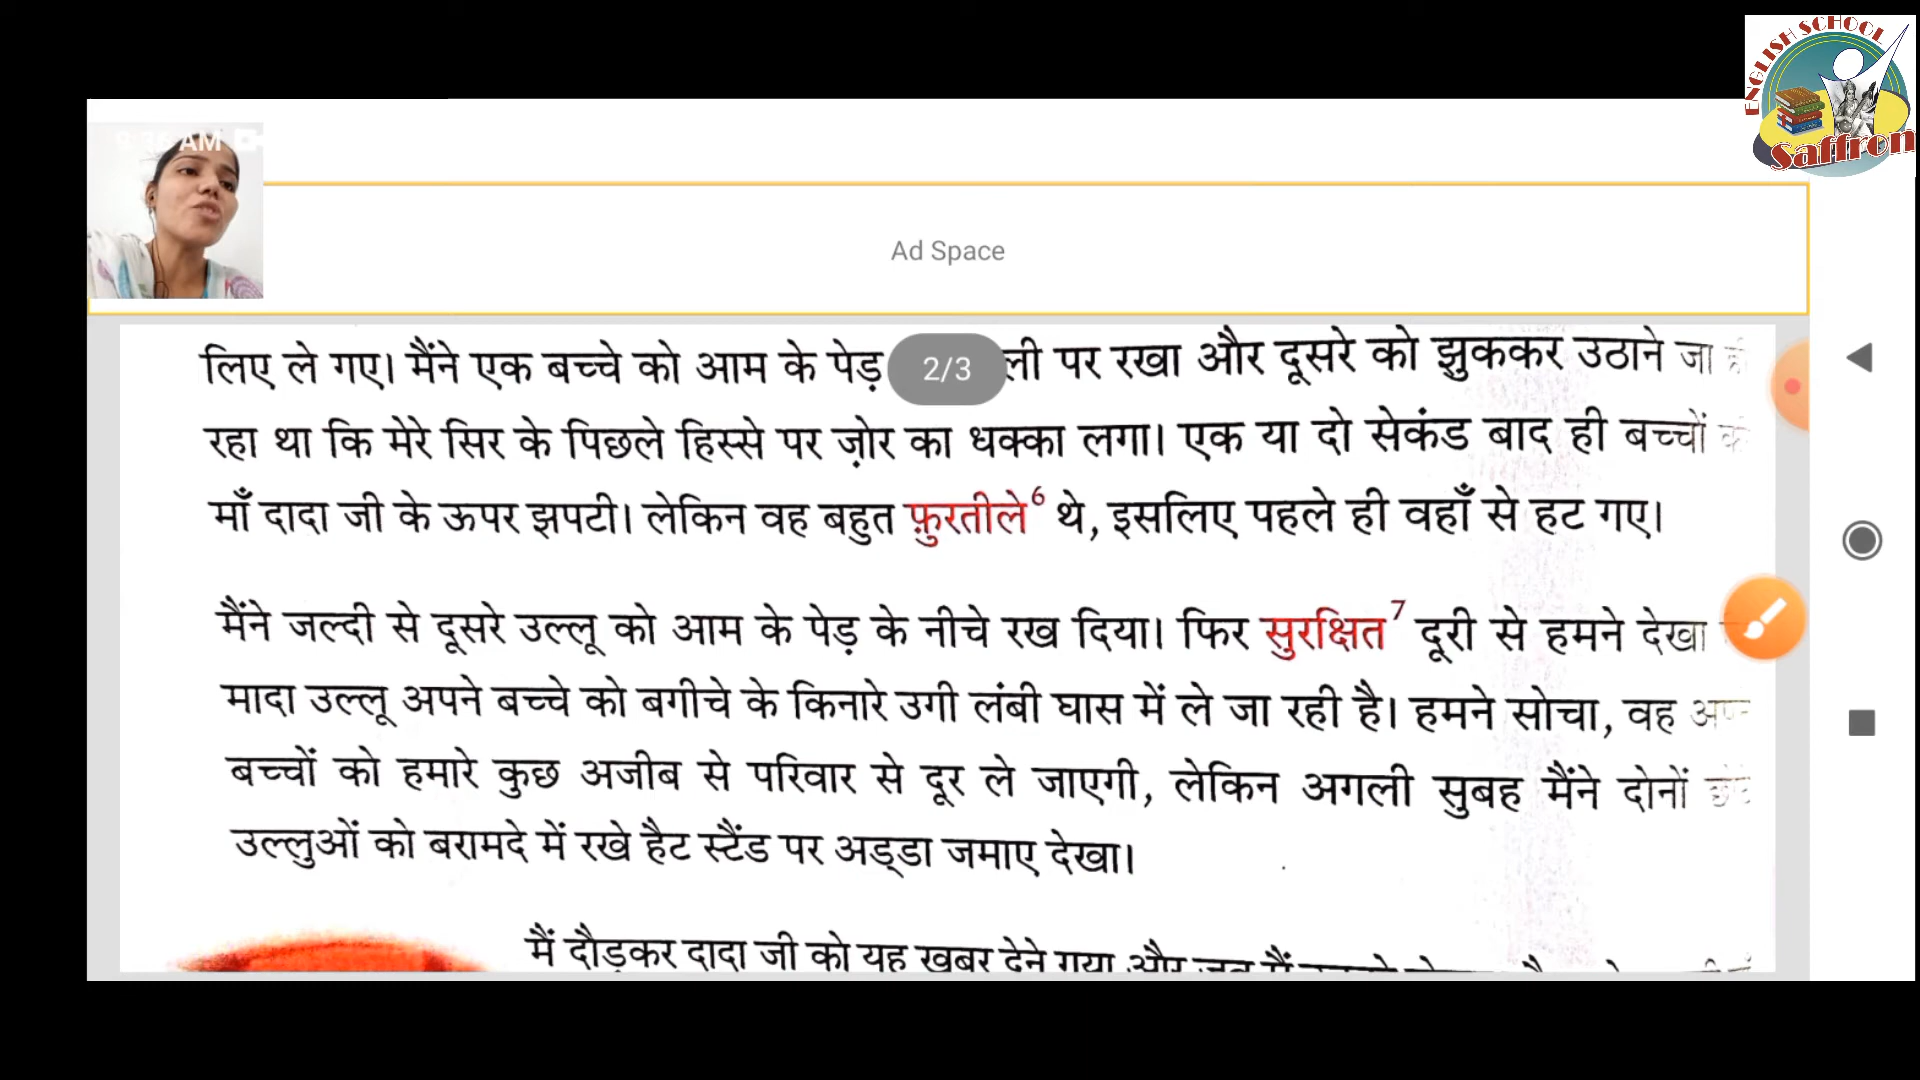 ENGLISH SCHOOL
Saffron
AM
Ad Space
2/3
लिए ले गए। मैंने एक बच्चे को आम के पेड़ ली पर रखा और दूसरे को झुककर उठाने जा
रहा था कि मेरे सिर के पिछले हिस्से पर ज़ोर का धक्का लगा। एक या दो सेकंड बाद ही बच्चों
माँ दादा जी के ऊपर झपटी। लेकिन वह बहुत फ़ुरतीले⁶ थे, इसलिए पहले ही वहाँ से हट गए।
मैंने जल्दी से दूसरे उल्लू को आम के पेड़ के नीचे रख दिया। फिर सुरक्षित⁷ दूरी से हमने देखा
मादा उल्लू अपने बच्चे को बगीचे के किनारे उगी लंबी घास में ले जा रही है। हमने सोचा, वह
बच्चों को हमारे कुछ अजीब से परिवार से दूर ले जाएगी, लेकिन अगली सुबह मैंने दोनों
उल्लुओं को बरामदे में रखे हैट स्टैंड पर अड्डा जमाए देखा।
मैं दौड़कर दादा जी को यह खबर देने गया और